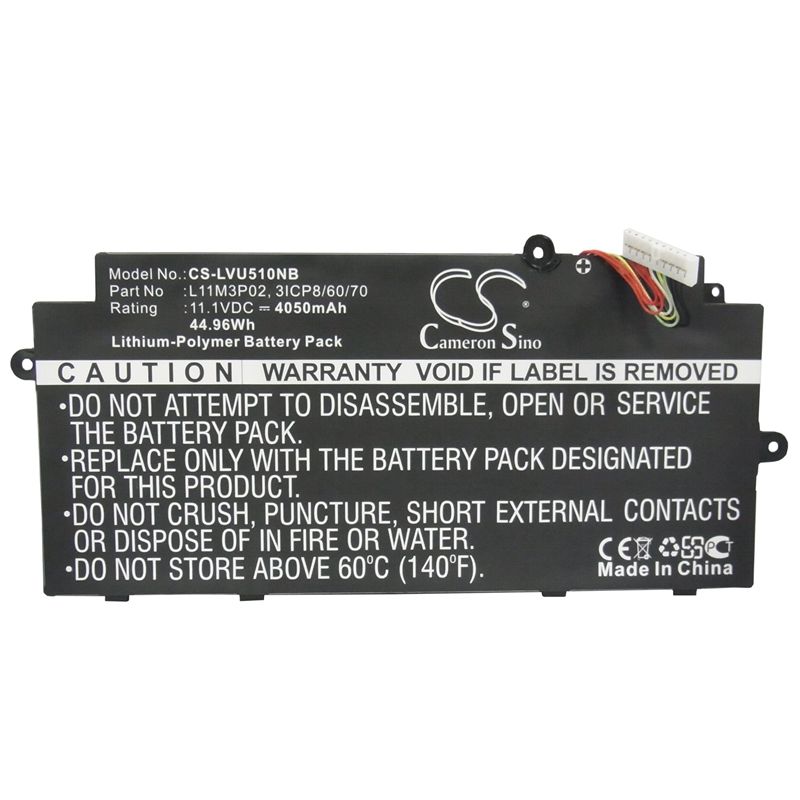 Model No.:CS-LVU510NB
Part No :L11M3P02, 3ICP8/60/70
Rating :11.1VDC ⎓ 4050mAh
44.96Wh
Lithium-Polymer Battery Pack
CS
Cameron Sino
CAUTION WARRANTY VOID IF LABEL IS REMOVED
•DO NOT ATTEMPT TO DISASSEMBLE, OPEN OR SERVICE
THE BATTERY PACK.
•REPLACE ONLY WITH THE BATTERY PACK DESIGNATED
FOR THIS PRODUCT.
•DO NOT CRUSH, PUNCTURE, SHORT EXTERNAL CONTACTS
OR DISPOSE OF IN FIRE OR WATER.
•DO NOT STORE ABOVE 60°C (140°F).
CE
Made In China